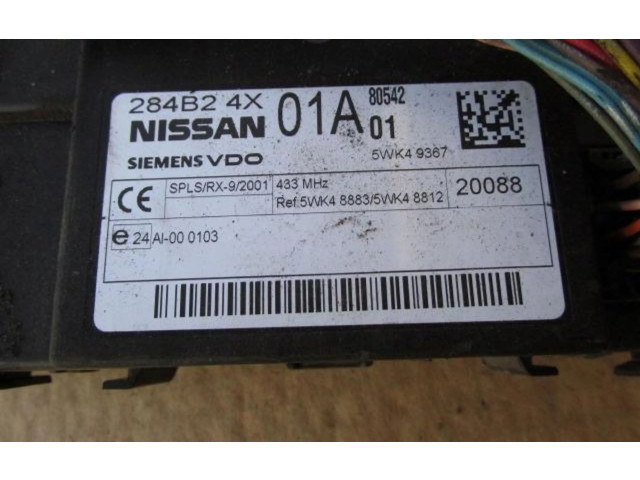 284B2 4X 01A 80542
NISSAN 01
SIEMENS VDO 5WK4 9367
CE SPLS/RX-9/2001 433 MHz 20088
Ref:5WK4 8883/5WK4 8812
e 24 AI-00 0103